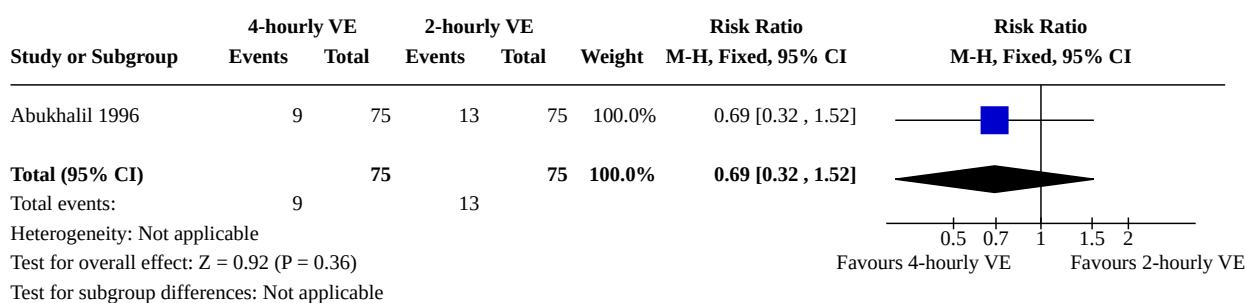 4-hourly VE 2-hourly VE Risk Ratio Risk Ratio
Study or Subgroup Events Total Events Total Weight M-H, Fixed, 95% CI M-H, Fixed, 95% CI
Abukhalil 1996 9 75 13 75 100.0% 0.69 [0.32 , 1.52]
Total (95% CI) 75 75 100.0% 0.69 [0.32 , 1.52]
Total events: 9 13
Heterogeneity: Not applicable 0.5 0.7 1 1.5 2
Test for overall effect: Z = 0.92 (P = 0.36) Favours 4-hourly VE Favours 2-hourly VE
Test for subgroup differences: Not applicable